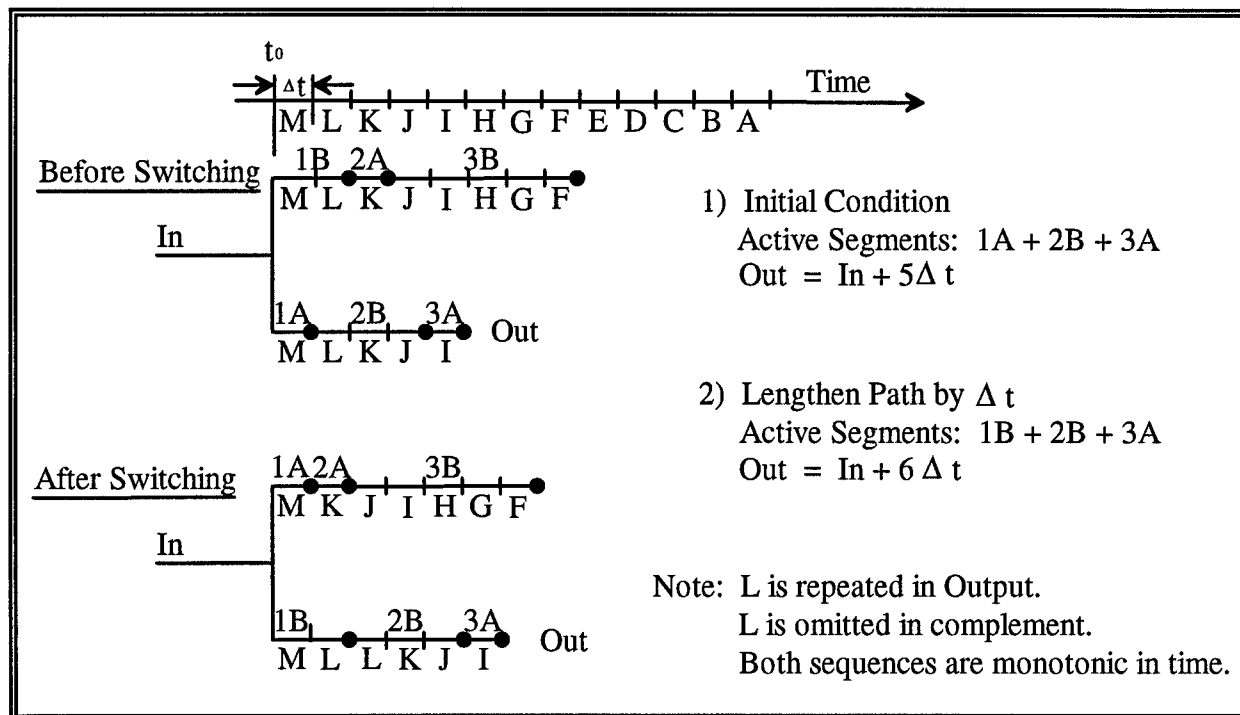 t0
Δt
Time
M L K J I H G F E D C B A
Before Switching
1B 2A 3B
M L K J I H G F
In
1A 2B 3A
Out
M L K J I
1) Initial Condition
Active Segments: 1A + 2B + 3A
Out = In + 5Δ t
2) Lengthen Path by Δ t
Active Segments: 1B + 2B + 3A
Out = In + 6 Δ t
After Switching
1A 2A 3B
M K J I H G F
In
1B 2B 3A
Out
M L L K J I
Note: L is repeated in Output.
L is omitted in complement.
Both sequences are monotonic in time.